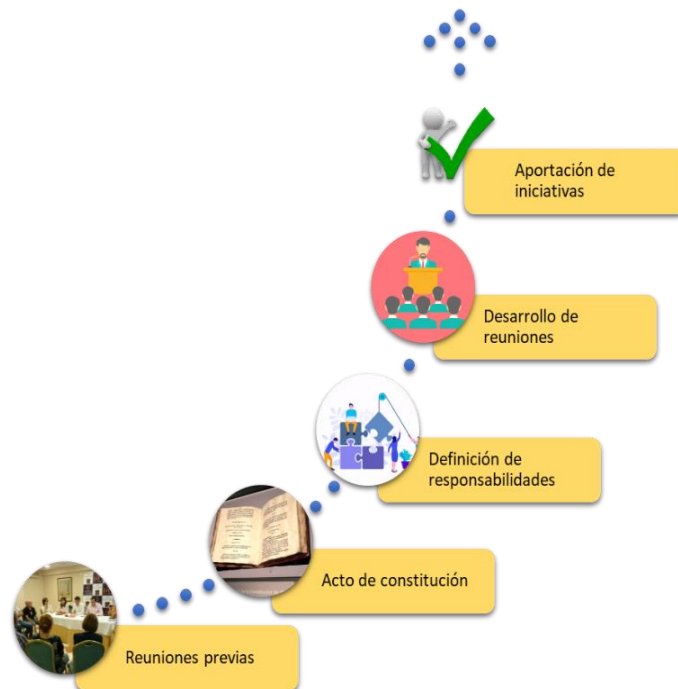 Aportación de
iniciativas
Desarrollo de
reuniones
Definición de
responsabilidades
Acto de constitución
Reuniones previas